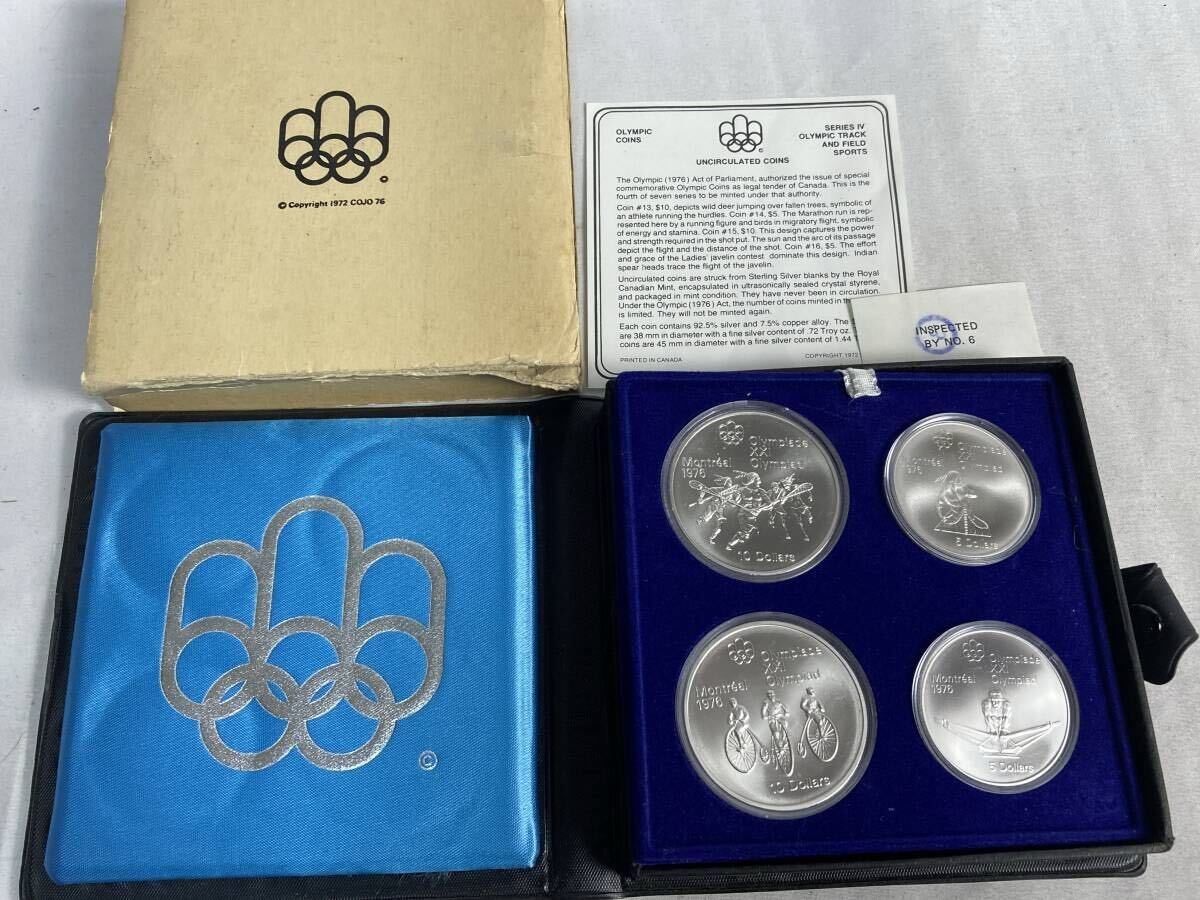 © Copyright 1972 COJO 76
OLYMPIC
COINS
©
UNCIRCULATED COINS
SERIES IV
OLYMPIC TRACK
AND FIELD
SPORTS
The Olympic (1976) Act of Parliament, authorized the issue of special
commemorative Olympic Coins as legal tender of Canada. This is the
fourth of seven series to be minted under that authority.
Coin #13, $10, depicts wild deer jumping over fallen trees, symbolic of
an athlete running the hurdles. Coin #14, $5. The Marathon run is rep-
resented here by a running figure and birds in migratory flight, symbolic
of energy and stamina. Coin #15, $10. This design captures the power
and strength required in the shot put. The sun and the arc of its passage
depict the flight and the distance of the shot. Coin #16, $5. The effort
and grace of the Ladies' javelin contest dominate this design. Indian
spear heads trace the flight of the javelin.
Uncirculated coins are struck from Sterling Silver blanks by the Royal
Canadian Mint, encapsulated in ultrasonically sealed crystal styrene,
and packaged in mint condition. They have never been in circulation.
Under the Olympic (1976) Act, the number of coins minted in the
is limited. They will not be minted again.
Each coin contains 92.5% silver and 7.5% copper alloy. The
are 38 mm in diameter with a fine silver content of .72 Troy oz.
coins are 45 mm in diameter with a fine silver content of 1.44
PRINTED IN CANADA
COPYRIGHT 1972
INSPECTED
BY NO. 6
Olympiade
XXI
Olympiad
Montréal
1976
10 Dollars
Olympiade
XXI
Olympiad
Montréal
1976
5 Dollars
Olympiade
XXI
Olympiad
Montréal
1976
10 Dollars
Olympiade
XXI
Olympiad
Montréal
1976
5 Dollars
©